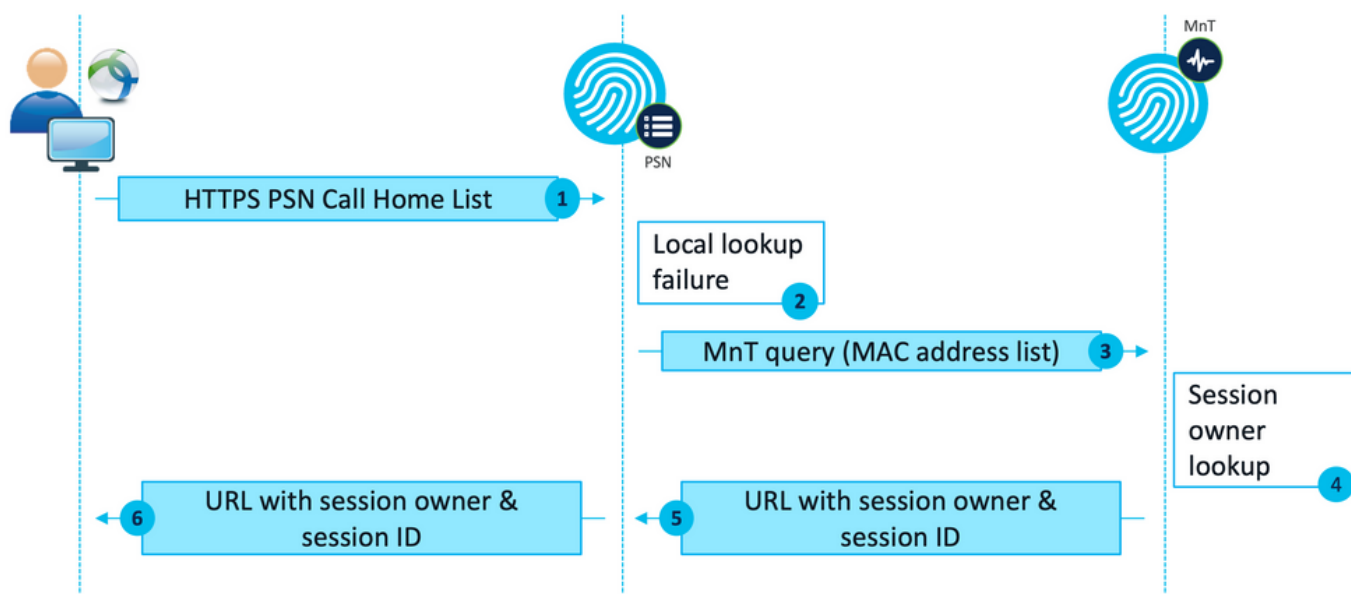 MnT
PSN
HTTPS PSN Call Home List
1
Local lookup
failure
2
MnT query (MAC address list)
3
Session
owner
lookup
4
URL with session owner &
session ID
5
URL with session owner &
session ID
6